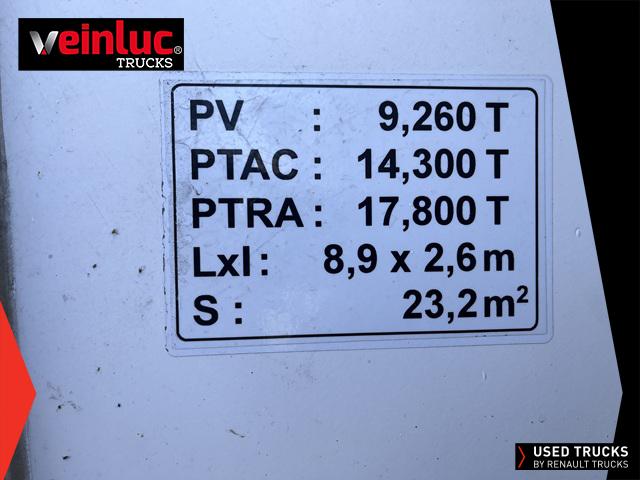 veinluc®
TRUCKS
PV : 9,260 T
PTAC : 14,300 T
PTRA : 17,800 T
Lxl : 8,9 x 2,6 m
S : 23,2 m²
USED TRUCKS
BY RENAULT TRUCKS